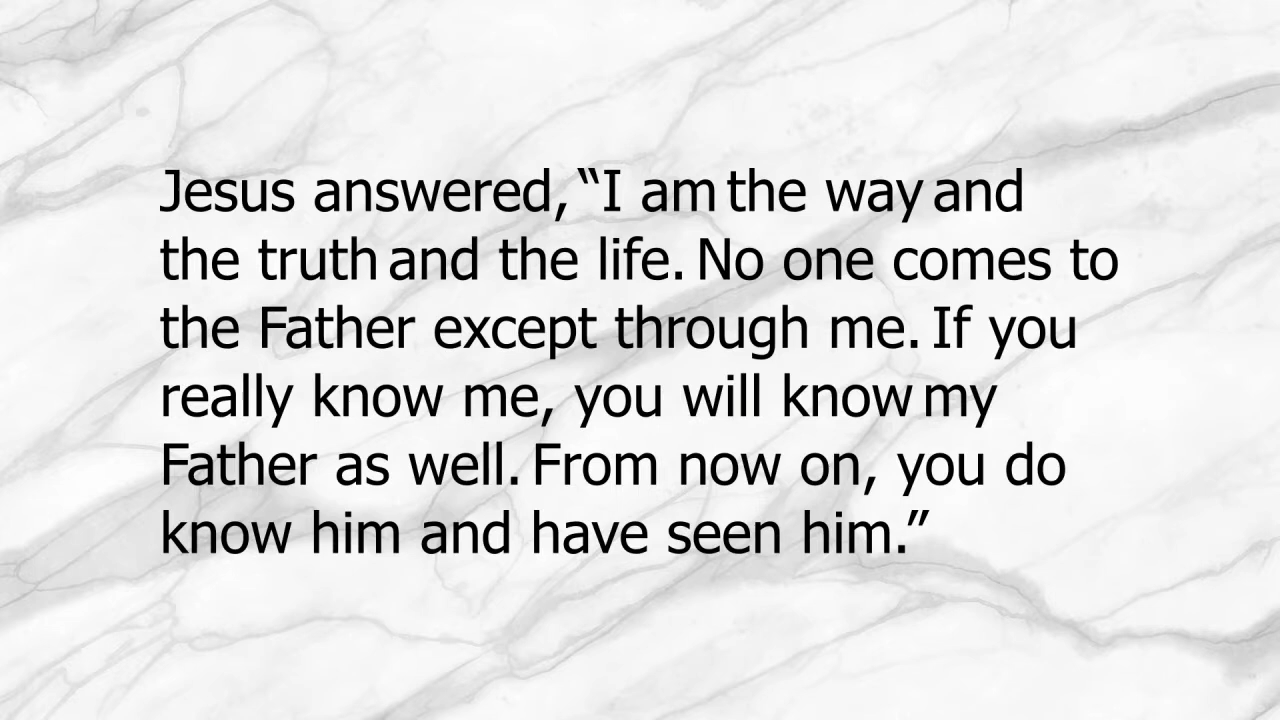 Jesus answered, “I am the way and
the truth and the life. No one comes to
the Father except through me. If you
really know me, you will know my
Father as well. From now on, you do
know him and have seen him.”